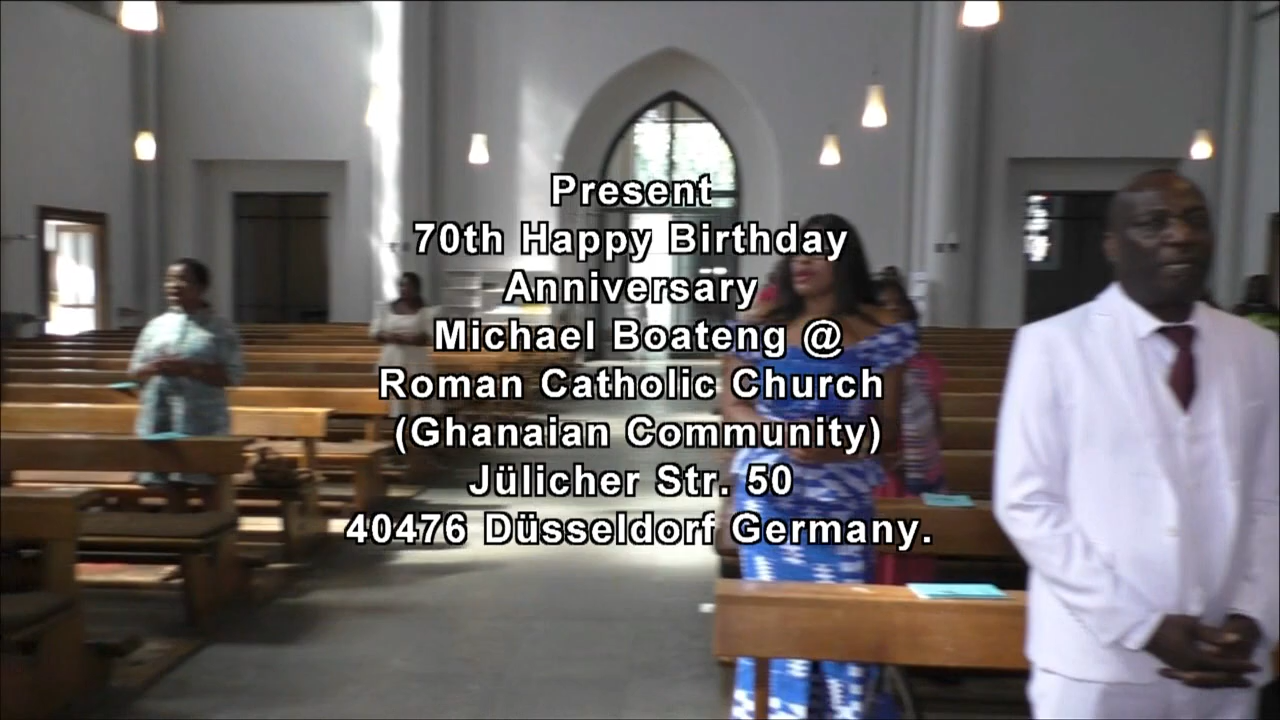 Present
70th Happy Birthday
Anniversary
Michael Boateng @
Roman Catholic Church
(Ghanaian Community)
Jülicher Str. 50
40476 Düsseldorf Germany.